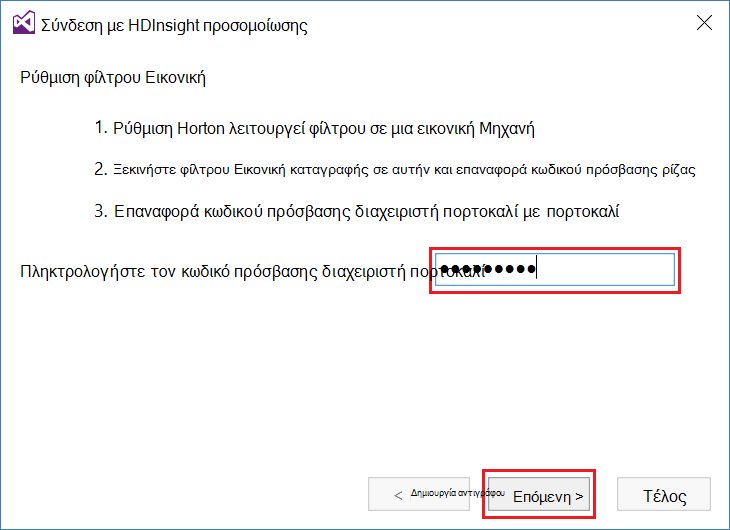 Σύνδεση με HDInsight προσομοίωσης
Ρύθμιση φίλτρου Εικονική
1. Ρύθμιση Horton λειτουργεί φίλτρου σε μια εικονική Μηχανή
2. Ξεκινήστε φίλτρου Εικονική καταγραφής σε αυτήν και επαναφορά κωδικού πρόσβασης ρίζας
3. Επαναφορά κωδικού πρόσβασης διαχειριστή πορτοκαλί με πορτοκαλί
Πληκτρολογήστε τον κωδικό πρόσβασης διαχειριστή πορτοκαλί ●●●●●●●●●
< Δημιουργία αντιγράφου Επόμενη > Τέλος